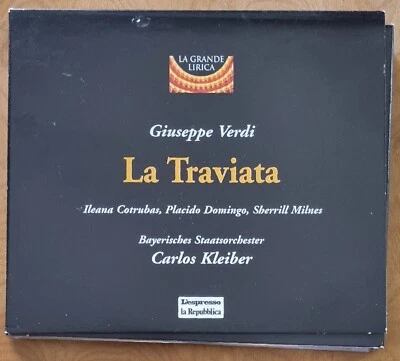 LA GRANDE
LIRICA
Giuseppe Verdi
La Traviata
Ileana Cotrubas, Placido Domingo, Sherrill Milnes
Bayerisches Staatsorchester
Carlos Kleiber
L'espresso
la Repubblica